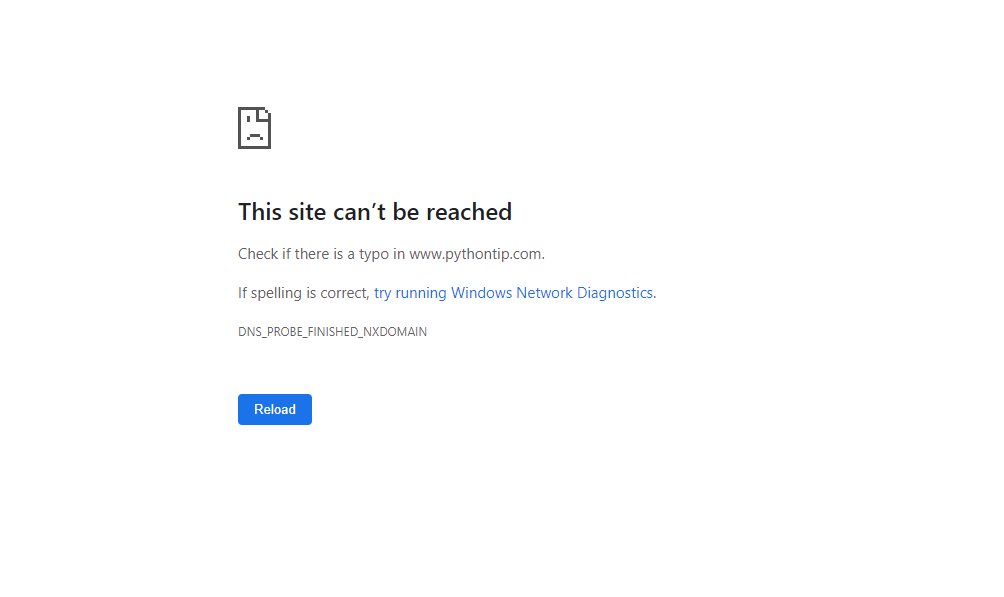 This site can’t be reached
Check if there is a typo in www.pythontip.com.
If spelling is correct, try running Windows Network Diagnostics.
DNS_PROBE_FINISHED_NXDOMAIN
Reload